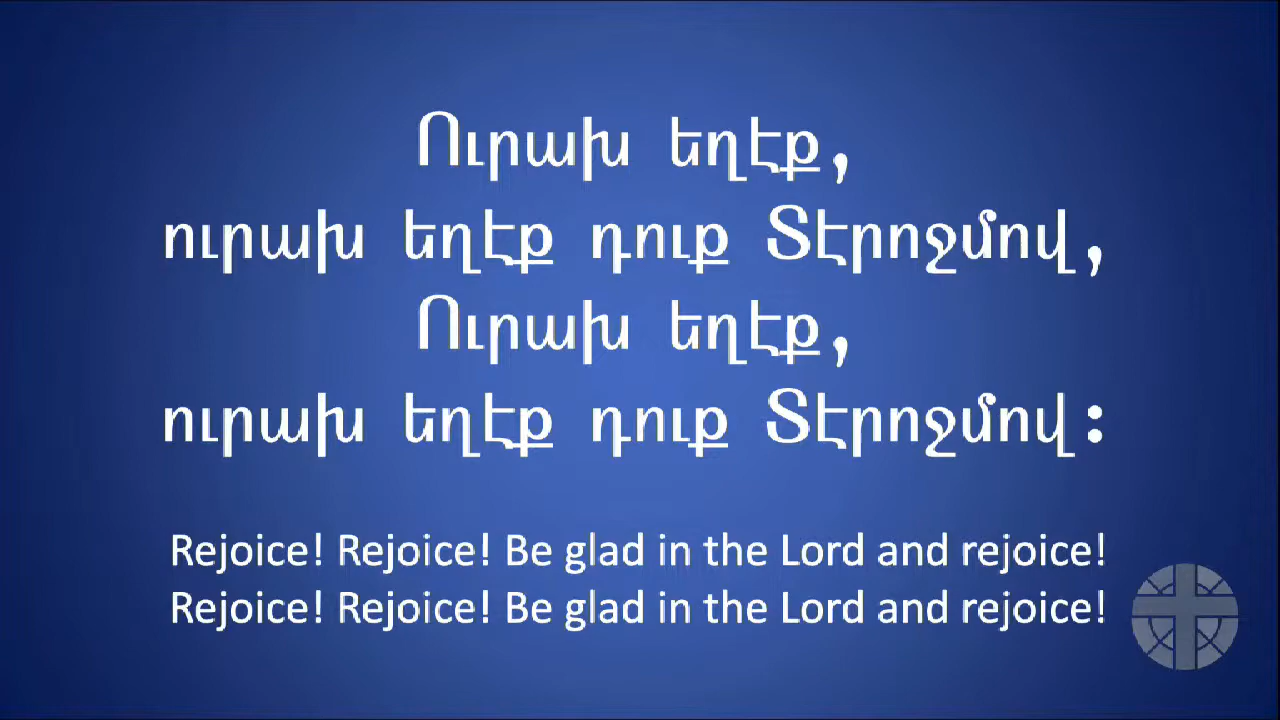 Ուրախ եղէք,
ուրախ եղէք դուք Տէրոջմով,
Ուրախ եղէք,
ուրախ եղէք դուք Տէրոջմով:
Rejoice! Rejoice! Be glad in the Lord and rejoice!
Rejoice! Rejoice! Be glad in the Lord and rejoice!